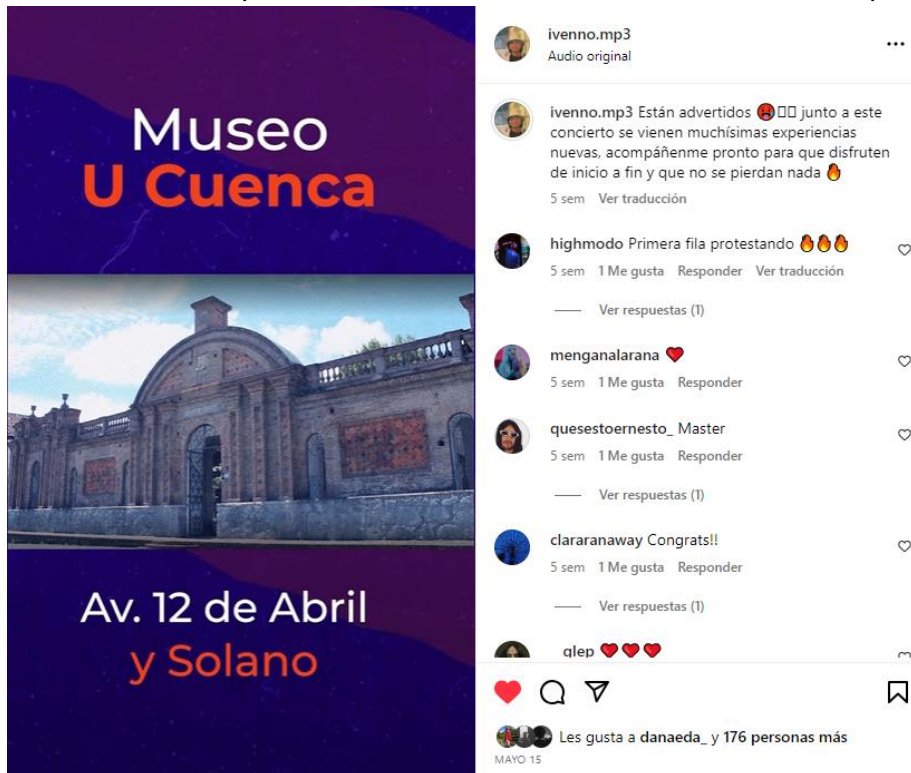 Museo
U Cuenca
Av. 12 de Abril
y Solano
ivenno.mp3
Audio original
ivenno.mp3 Están advertidos junto a este
concierto se vienen muchísimas experiencias
nuevas, acompáñenme pronto para que disfruten
de inicio a fin y que no se pierdan nada
5 sem Ver traducción
highmodo Primera fila protestando
5 sem 1 Me gusta Responder Ver traducción
Ver respuestas (1)
menganalarana
5 sem 1 Me gusta Responder
quesestoernesto_ Master
5 sem 1 Me gusta Responder
Ver respuestas (1)
clararanaway Congrats!!
5 sem 1 Me gusta Responder
Ver respuestas (1)
glep
Les gusta a danaeda_ y 176 personas más
MAYO 15